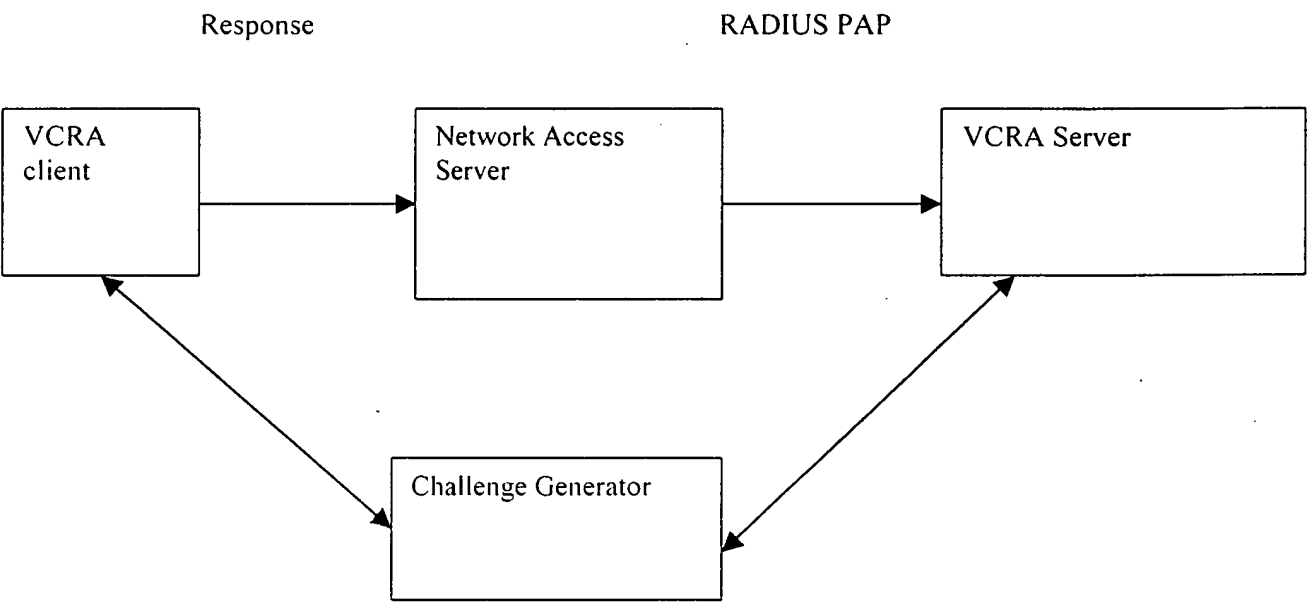 Response
RADIUS PAP
VCRA
client
Network Access
Server
VCRA Server
Challenge Generator